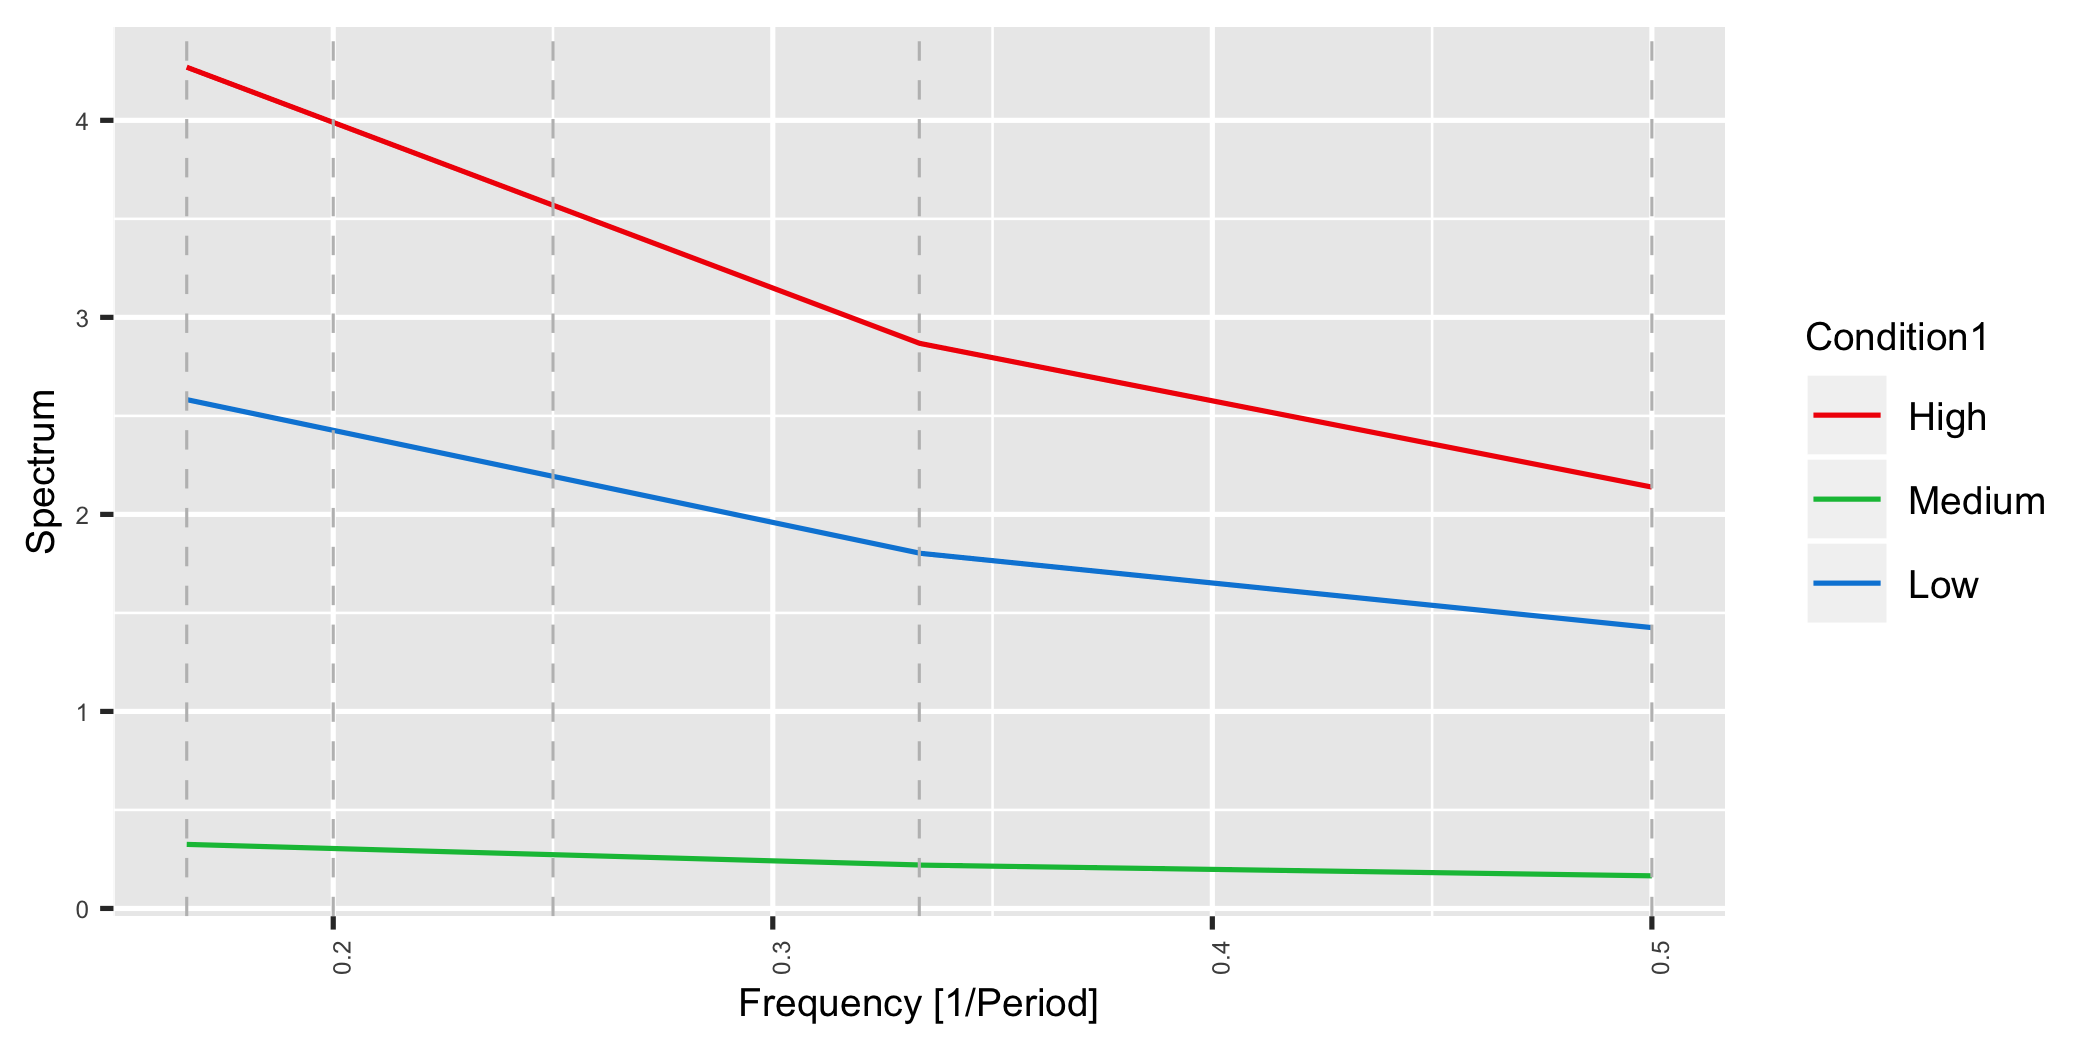 4
3
2
1
0
Spectrum
0.2
0.3
0.4
0.5
Frequency [1/Period]
Condition1
High
Medium
Low